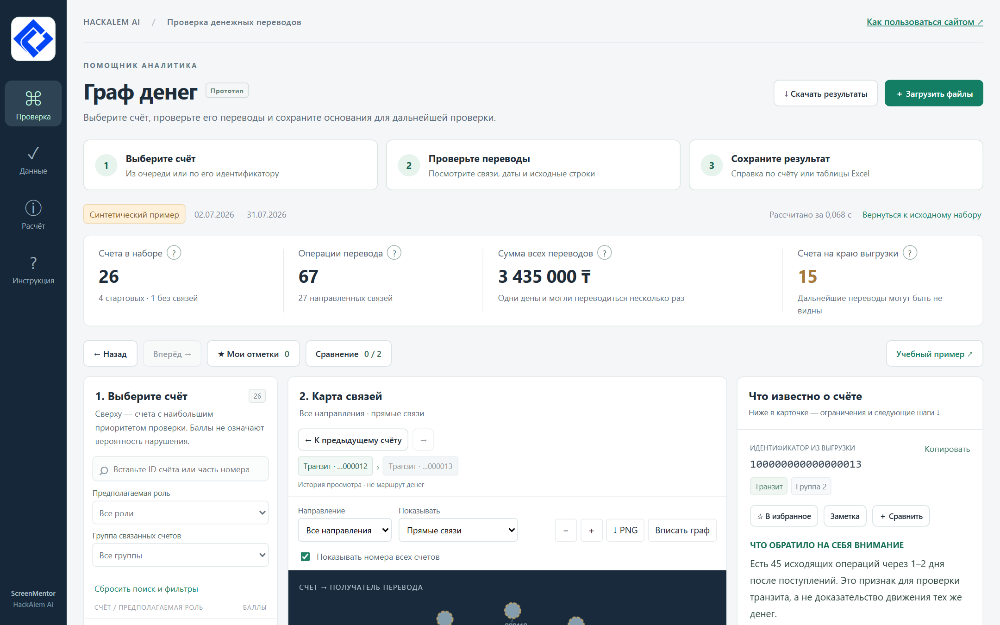 HACKALEM AI / Проверка денежных переводов
Как пользоваться сайтом ↗
ПОМОЩНИК АНАЛИТИКА
Граф денег Прототип
↓ Скачать результаты
+ Загрузить файлы
Выберите счёт, проверьте его переводы и сохраните основания для дальнейшей проверки.
Проверка
Данные
Расчёт
?
Инструкция
ScreenMentor
HackAlem AI
1 Выберите счёт
Из очереди или по его идентификатору
2 Проверьте переводы
Посмотрите связи, даты и исходные строки
3 Сохраните результат
Справка по счёту или таблицы Excel
Синтетический пример 02.07.2026 — 31.07.2026
Рассчитано за 0,068 с Вернуться к исходному набору
Счета в наборе ?
26
4 стартовых · 1 без связей
Операции перевода ?
67
27 направленных связей
Сумма всех переводов ?
3 435 000 ₸
Одни деньги могли переводиться несколько раз
Счета на краю выгрузки ?
15
Дальнейшие переводы могут быть не
видны
← Назад
Вперёд →
★ Мои отметки 0
Сравнение 0 / 2
Учебный пример ↗
1. Выберите счёт 26
Сверху — счета с наибольшим
приоритетом проверки. Баллы не означают
вероятность нарушения.
Вставьте ID счёта или часть номера
Предполагаемая роль
Все роли
Группа связанных счетов
Все группы
Сбросить поиск и фильтры
СЧЁТ / ПРЕДПОЛАГАЕМАЯ РОЛЬ БАЛЛЫ
2. Карта связей
Все направления · прямые связи
← К предыдущему счёту →
Транзит · …000012 › Транзит · …000013
История просмотра · не маршрут денег
Направление
Все направления
Показывать
Прямые связи
− + ↓ PNG Вписать граф
Показывать номера всех счетов
СЧЁТ → ПОЛУЧАТЕЛЬ ПЕРЕВОДА
Что известно о счёте
Ниже в карточке — ограничения и следующие шаги ↓
ИДЕНТИФИКАТОР ИЗ ВЫГРУЗКИ
Копировать
100000000000000013
Транзит Группа 2
☆ В избранное
Заметка
+ Сравнить
ЧТО ОБРАТИЛО НА СЕБЯ ВНИМАНИЕ
Есть 45 исходящих операций через 1–2 дня
после поступлений. Это признак для проверки
транзита, а не доказательство движения тех же
денег.